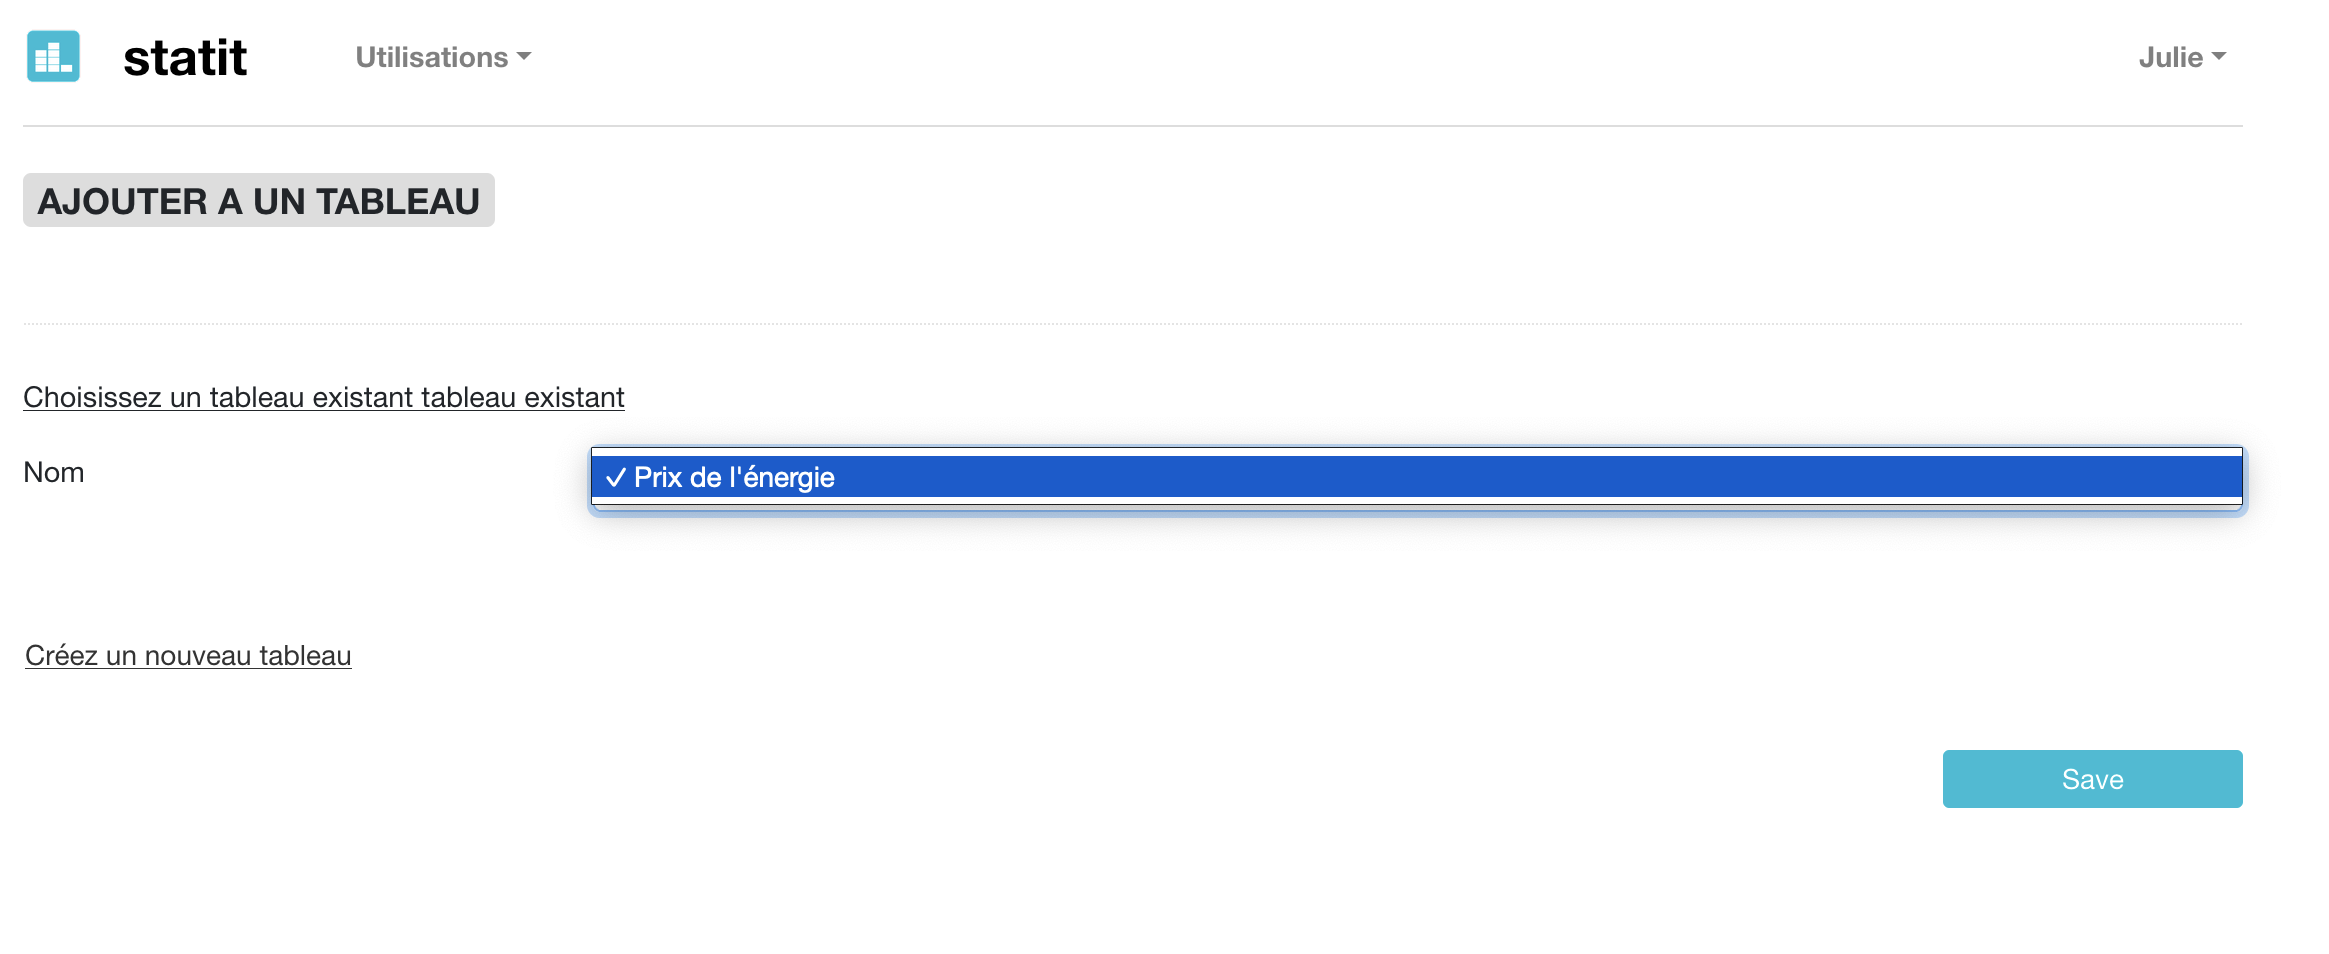 statit
Utilisations
Julie
AJOUTER A UN TABLEAU
Choisissez un tableau existant tableau existant
Nom
Prix de l'énergie
Créez un nouveau tableau
Save